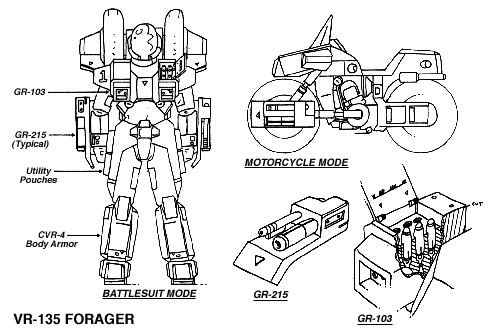 GR-103
GR-215
(Typical)
Utility
Pouches
CVR-4
Body Armor
1
4
BATTLESUIT MODE
MOTORCYCLE MODE
GR-215
GR-103
VR-135 FORAGER